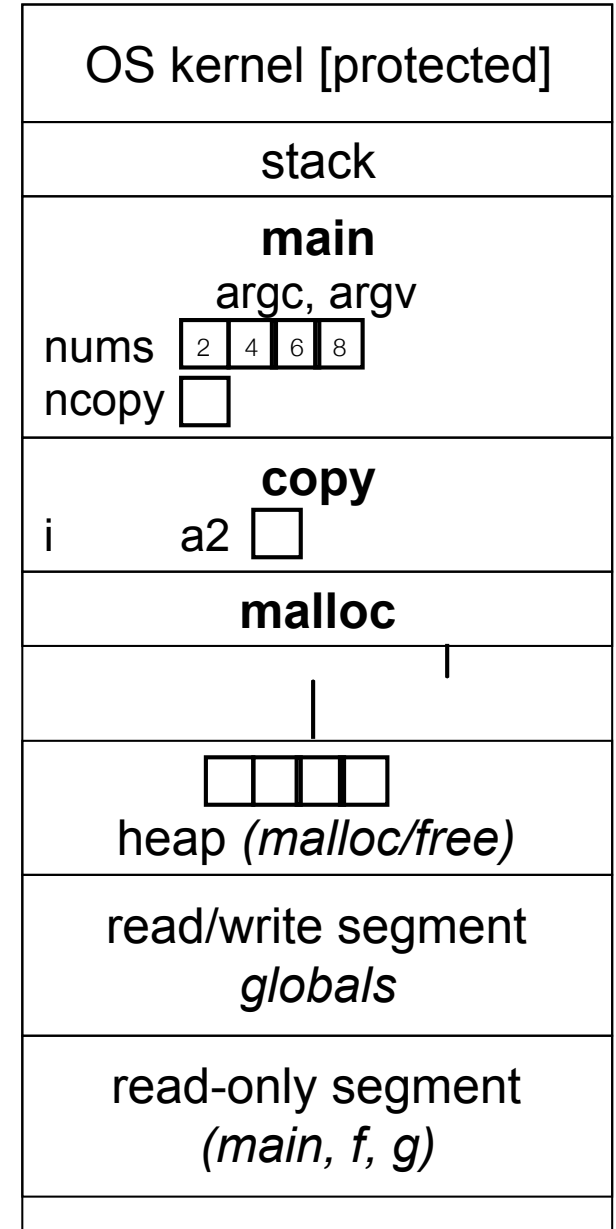 OS kernel [protected]
stack
main
argc, argv
nums 2 4 6 8
ncopy
copy
i a2
malloc
heap (malloc/free)
read/write segment
globals
read-only segment
(main, f, g)